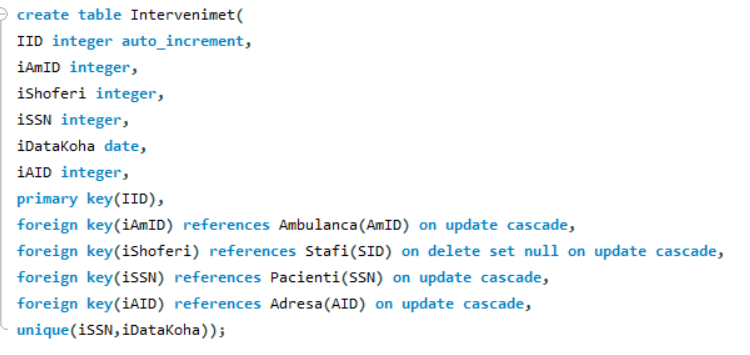 create table Intervenimet(
IID integer auto_increment,
iAmID integer,
iShoferi integer,
iSSN integer,
iDataKoha date,
iAID integer,
primary key(IID),
foreign key(iAmID) references Ambulanca(AmID) on update cascade,
foreign key(iShoferi) references Stafi(SID) on delete set null on update cascade,
foreign key(iSSN) references Pacienti(SSN) on update cascade,
foreign key(iAID) references Adresa(AID) on update cascade,
unique(iSSN,iDataKoha));